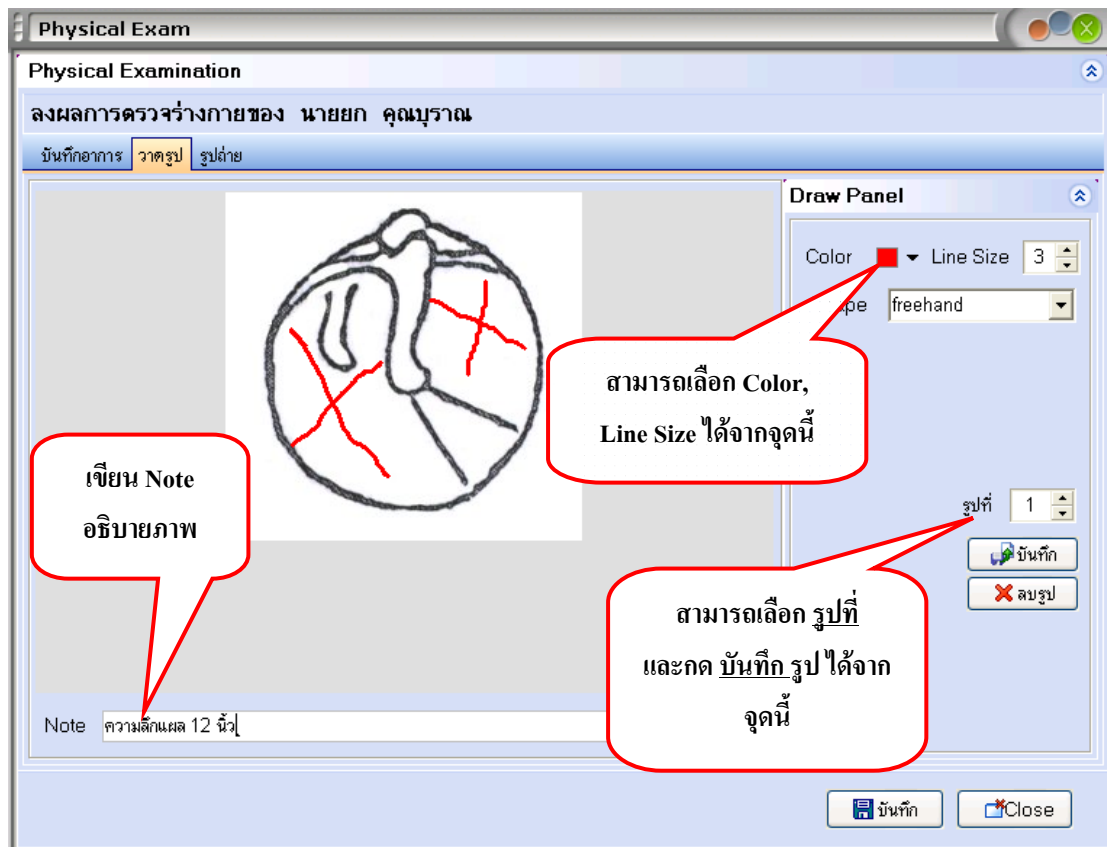 Physical Exam
Physical Examination
ลงผลการตรวจร่างกายของ นายยก คุณบุราณ
บันทึกอาการ วาดรูป รูปถ่าย
Draw Panel
Color Line Size 3
freehand
สามารถเลือก Color,
Line Size ได้จากจุดนี้
เขียน Note
อธิบายภาพ
รูปที่ 1
บันทึก
ลบรูป
สามารถเลือก รูปที่
และกด บันทึก รูป ได้จาก
จุดนี้
Note ความลึกแผล 12 นิ้ว
บันทึก Close